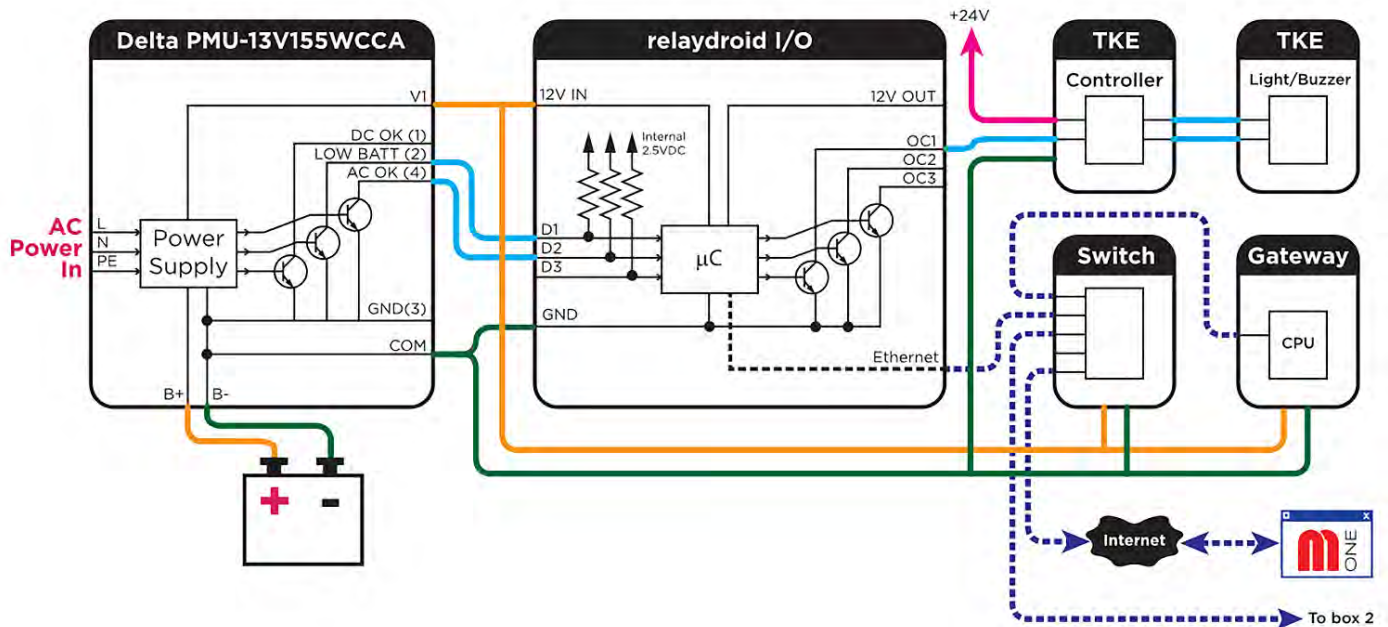 Delta PMU-13V155WCCA
V1
DC OK (1)
LOW BATT (2)
AC OK (4)
AC
Power
In
L
N
PE
Power
Supply
GND(3)
COM
B+
B-
+
-
relaydroid I/O
12V IN
12V OUT
Internal
2.5VDC
OC1
OC2
OC3
D1
D2
D3
µC
GND
Ethernet
+24V
TKE
Controller
TKE
Light/Buzzer
Switch
Gateway
CPU
Internet
x
m
ONE
To box 2